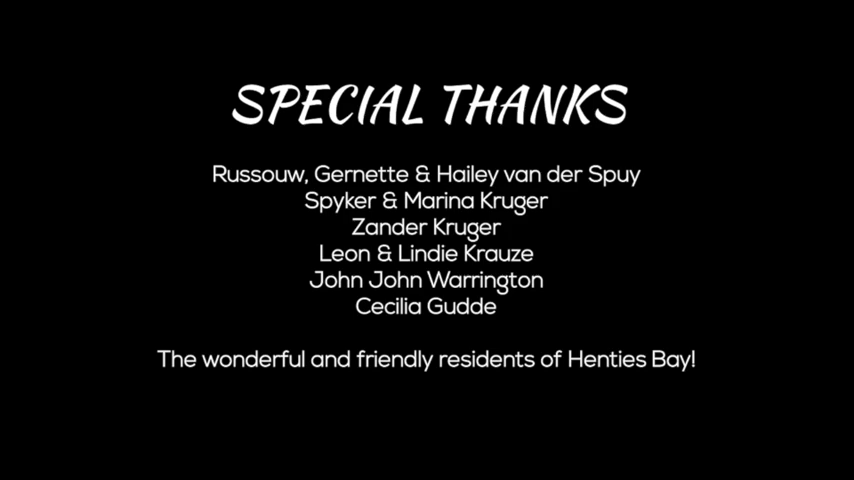 SPECIAL THANKS
Russouw, Gernette & Hailey van der Spuy
Spyker & Marina Kruger
Zander Kruger
Leon & Lindie Krauze
John John Warrington
Cecilia Gudde
The wonderful and friendly residents of Henties Bay!